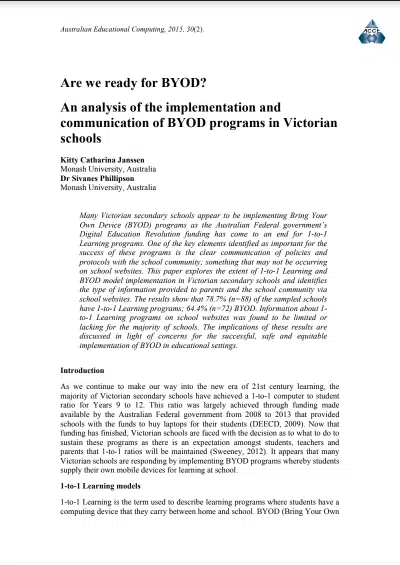 Australian Educational Computing, 2015, 30(2).
ACCE
Are we ready for BYOD?
An analysis of the implementation and
communication of BYOD programs in Victorian
schools
Kitty Catharina Janssen
Monash University, Australia
Dr Sivanes Phillipson
Monash University, Australia
Many Victorian secondary schools appear to be implementing Bring Your
Own Device (BYOD) programs as the Australian Federal government's
Digital Education Revolution funding has come to an end for 1-to-1
Learning programs. One of the key elements identified as important for the
success of these programs is the clear communication of policies and
protocols with the school community; something that may not be occurring
on school websites. This paper explores the extent of 1-to-1 Learning and
BYOD model implementation in Victorian secondary schools and identifies
the type of information provided to parents and the school community via
school websites. The results show that 78.7% (n=88) of the sampled schools
have 1-to-1 Learning programs; 64.4% (n=72) BYOD. Information about 1-
to-1 Learning programs on school websites was found to be limited or
lacking for the majority of schools. The implications of these results are
discussed in light of concerns for the successful, safe and equitable
implementation of BYOD in educational settings.
Introduction
As we continue to make our way into the new era of 21st century learning, the
majority of Victorian secondary schools have achieved a 1-to-1 computer to student
ratio for Years 9 to 12. This ratio was largely achieved through funding made
available by the Australian Federal government from 2008 to 2013 that provided
schools with the funds to buy laptops for their students (DEECD, 2009). Now that
funding has finished, Victorian schools are faced with the decision as to what to do to
sustain these programs as there is an expectation amongst students, teachers and
parents that 1-to-1 ratios will be maintained (Sweeney, 2012). It appears that many
Victorian schools are responding by implementing BYOD programs whereby students
supply their own mobile devices for learning at school.
1-to-1 Learning models
1-to-1 Learning is the term used to describe learning programs where students have a
computing device that they carry between home and school. BYOD (Bring Your Own